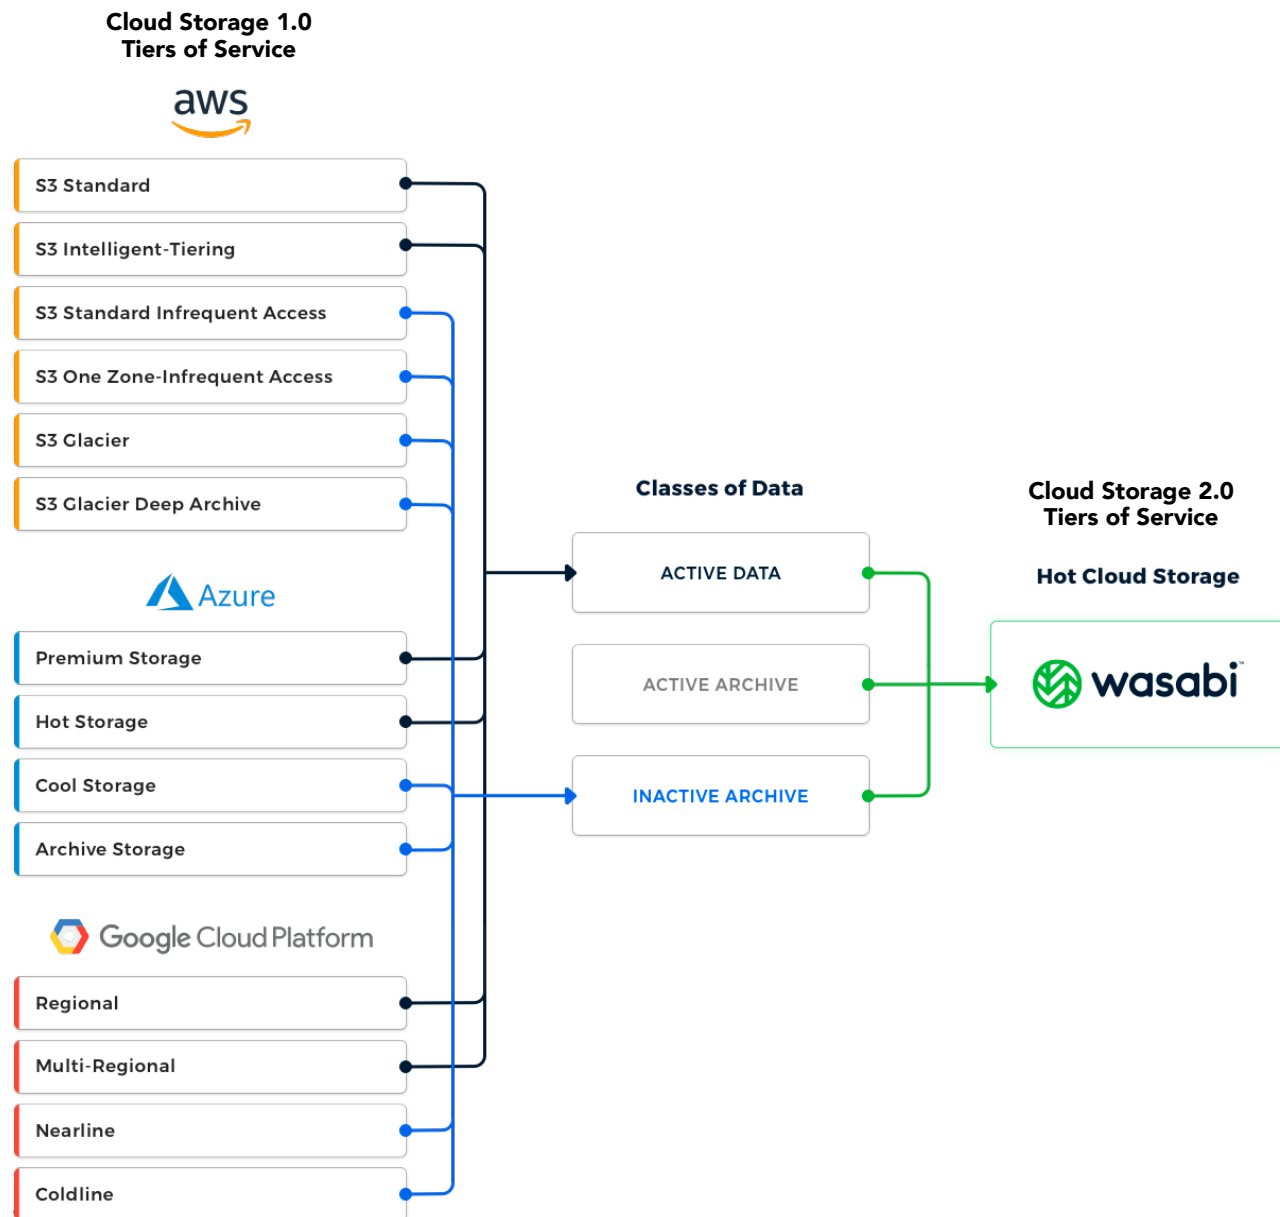 Cloud Storage 1.0
Tiers of Service
aws
S3 Standard
S3 Intelligent-Tiering
S3 Standard Infrequent Access
S3 One Zone-Infrequent Access
S3 Glacier
S3 Glacier Deep Archive
Azure
Premium Storage
Hot Storage
Cool Storage
Archive Storage
Google Cloud Platform
Regional
Multi-Regional
Nearline
Coldline
Classes of Data
ACTIVE DATA
ACTIVE ARCHIVE
INACTIVE ARCHIVE
Cloud Storage 2.0
Tiers of Service
Hot Cloud Storage
wasabi™